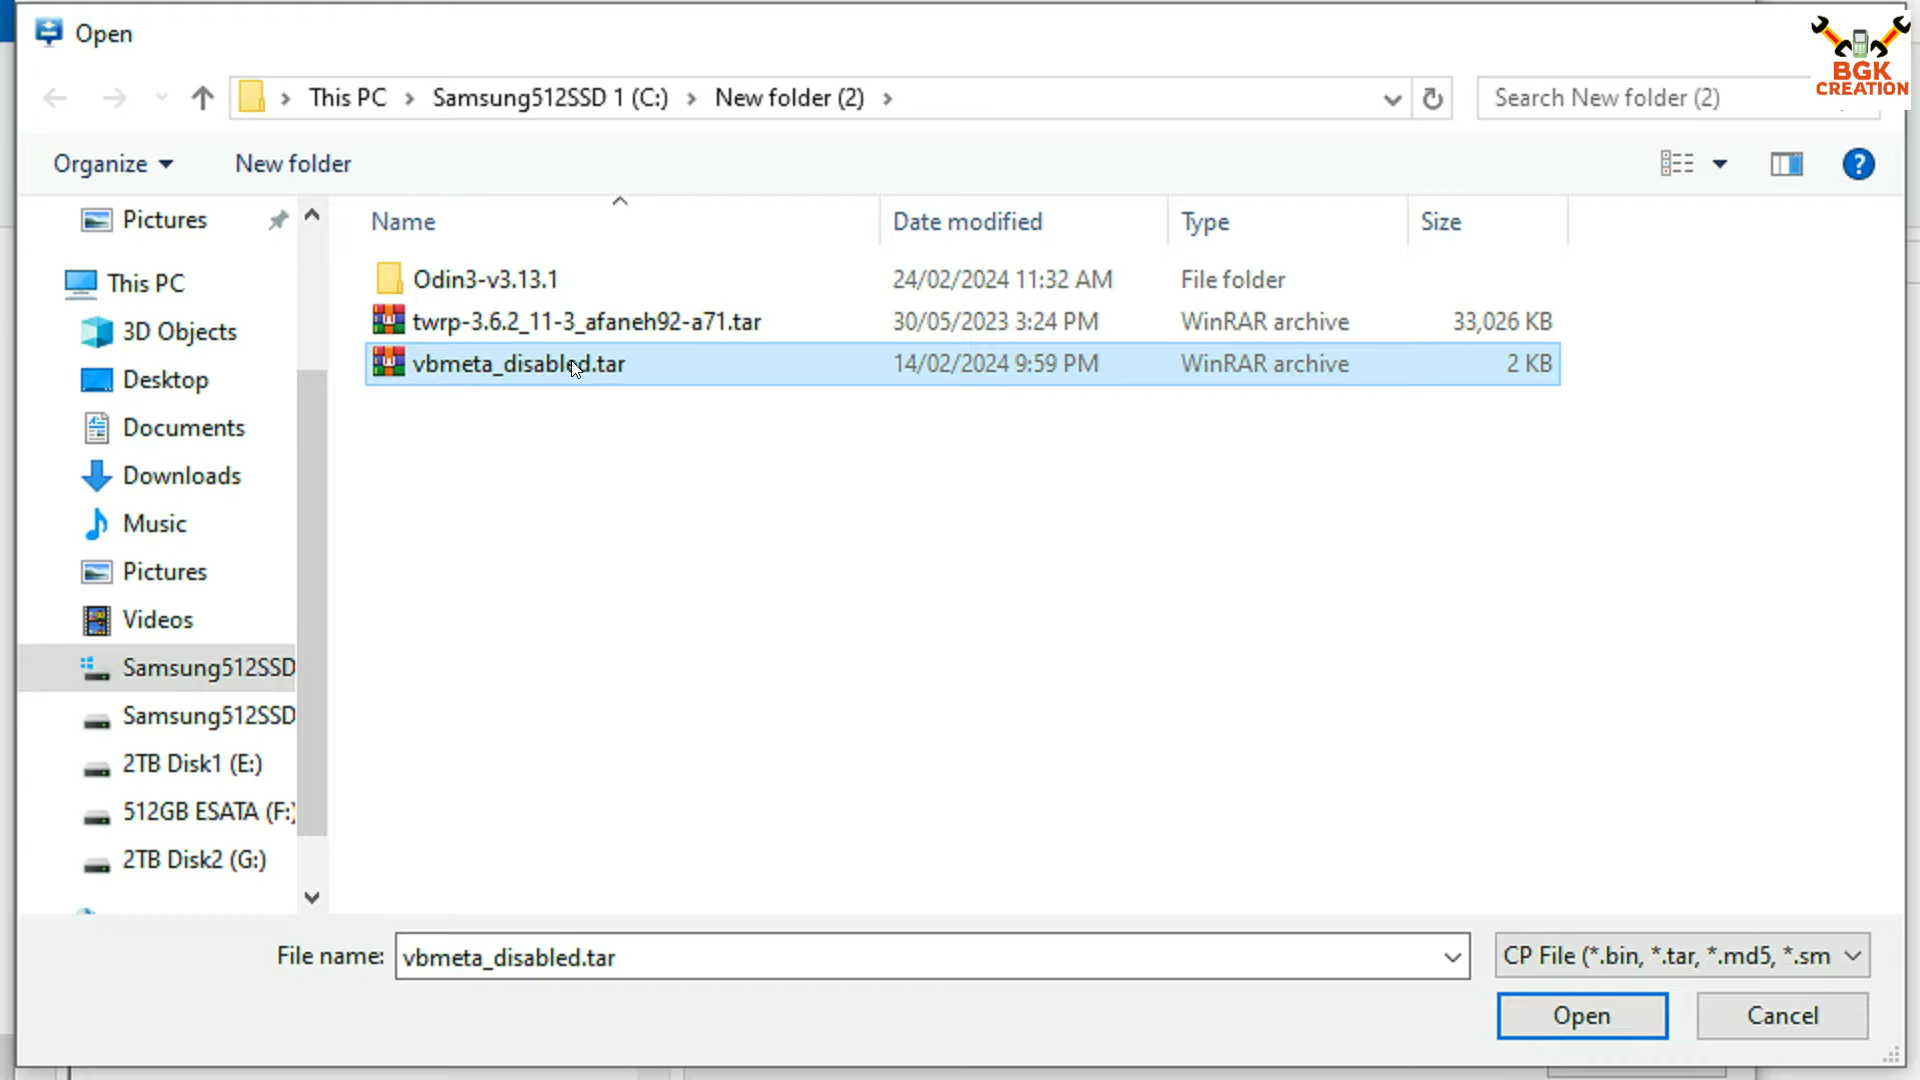 Open
BGK
CREATION
This PC
Samsung512SSD 1 (C:)
New folder (2)
Search New folder (2)
Organize
New folder
Name
Date modified
Type
Size
Pictures
This PC
3D Objects
Desktop
Documents
Downloads
Music
Pictures
Videos
Samsung512SSD
Samsung512SSD
2TB Disk1 (E:)
512GB ESATA (F:)
2TB Disk2 (G:)
Odin3-v3.13.1 24/02/2024 11:32 AM File folder
twrp-3.6.2_11-3_afaneh92-a71.tar 30/05/2023 3:24 PM WinRAR archive 33,026 KB
vbmeta_disabled.tar 14/02/2024 9:59 PM WinRAR archive 2 KB
File name: vbmeta_disabled.tar
CP File (*.bin, *.tar, *.md5, *.sm
Open
Cancel